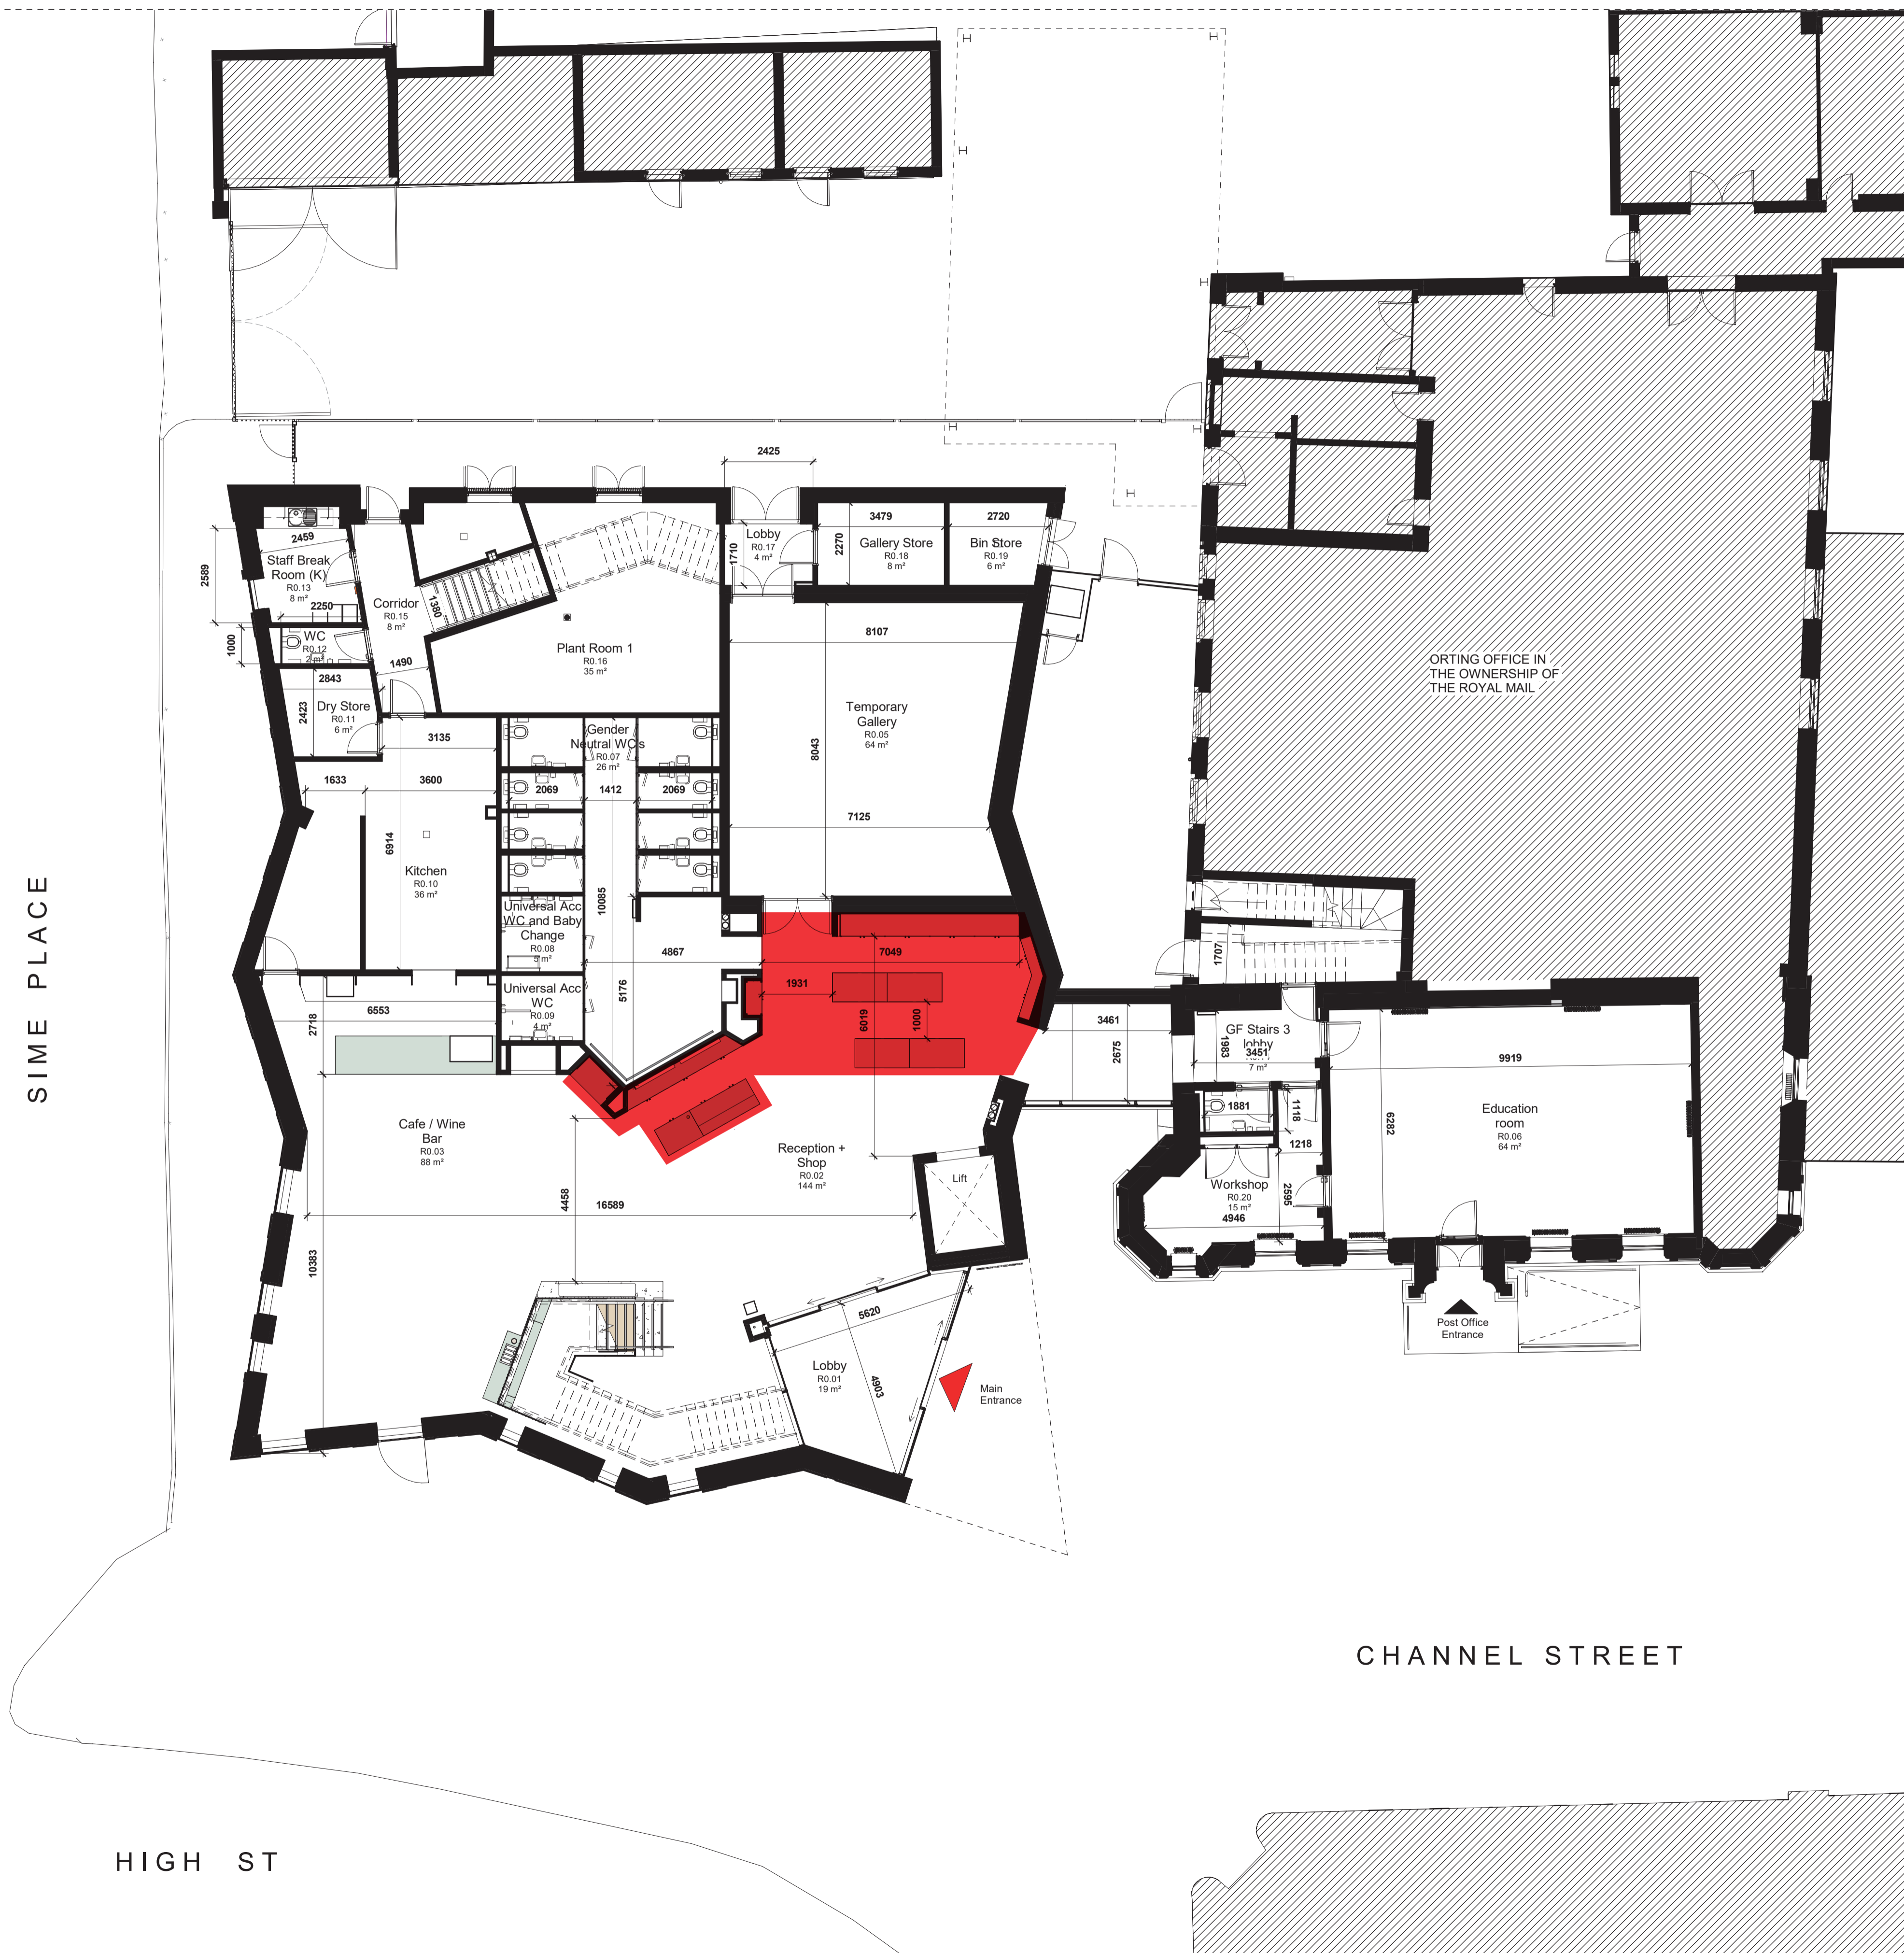 2425
2459
Staff Break
Room (K)
R0.13
8 m²
2589
2250
WC
R0.12
2 m²
1000
Corridor
R0.15
8 m²
1380
1490
2843
Dry Store
R0.11
6 m²
2423
Plant Room 1
R0.16
35 m²
Lobby
R0.17
4 m²
1710
3479
Gallery Store
R0.18
8 m²
2270
2720
Bin Store
R0.19
6 m²
8107
Temporary
Gallery
R0.05
64 m²
8043
7125
Gender
Neutral WC's
R0.07
26 m²
2069
1412
2069
10085
3135
1633
3600
6914
Kitchen
R0.10
36 m²
Universal Acc
WC and Baby
Change
R0.08
5 m²
Universal Acc
WC
R0.09
4 m²
4867
5176
7049
1931
6019
1000
6553
2718
Cafe / Wine
Bar
R0.03
88 m²
4458
16589
10383
Reception +
Shop
R0.02
144 m²
Lift
5620
Lobby
R0.01
19 m²
4903
Main
Entrance
ORTING OFFICE IN
THE OWNERSHIP OF
THE ROYAL MAIL
1707
3461
2675
GF Stairs 3
lobby
3451
7 m²
1983
1881
1118
1218
Workshop
R0.20
15 m²
4946
2595
9919
6282
Education
room
R0.06
64 m²
Post Office
Entrance
SIME PLACE
CHANNEL STREET
HIGH ST